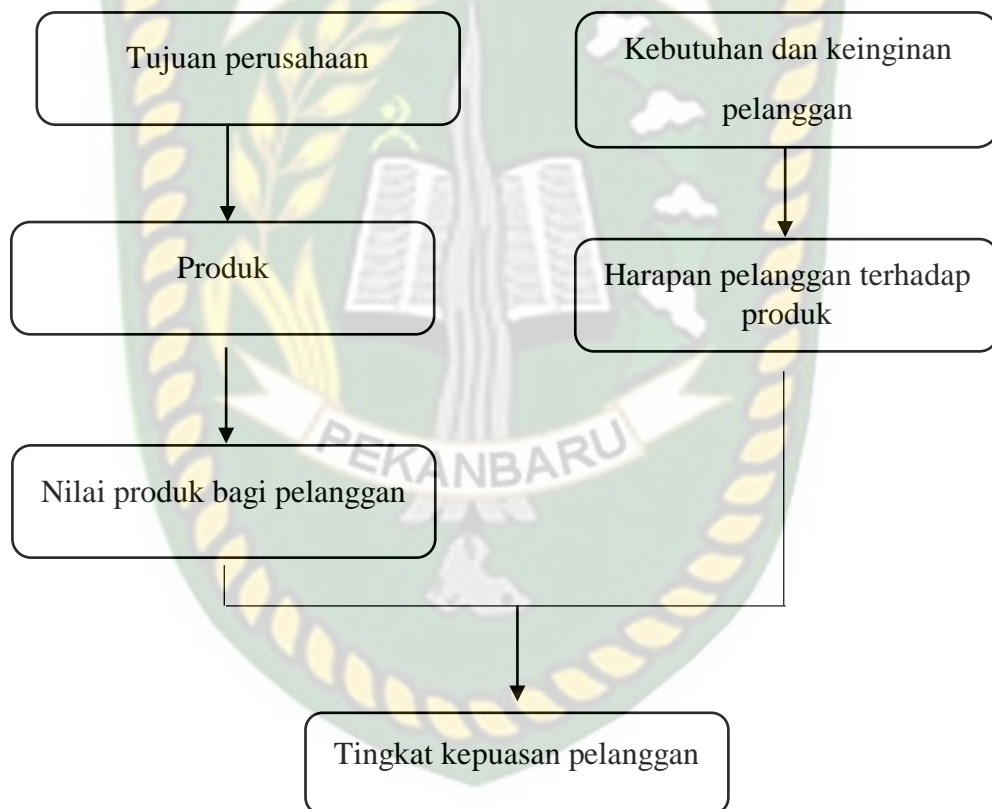 Tujuan perusahaan
Kebutuhan dan keinginan
pelanggan
Produk
Harapan pelanggan terhadap
produk
PEKANBARU
Nilai produk bagi pelanggan
Tingkat kepuasan pelanggan